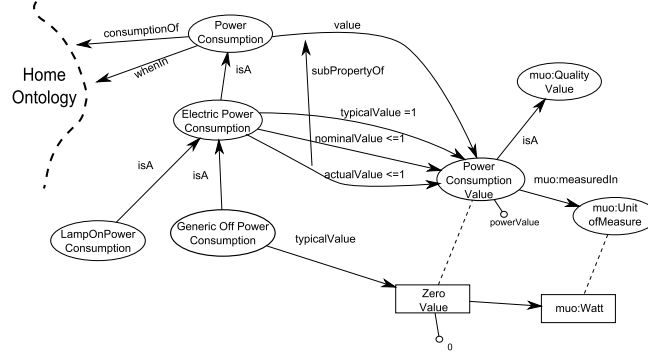 consumptionOf
Power
Consumption
value
whenIn
Home
Ontology
isA
subPropertyOf
muo:Quality
Value
Electric Power
Consumption
typicalValue =1
nominalValue <=1
actualValue <=1
isA
isA
isA
Power
Consumption
Value
muo:measuredIn
powerValue
muo:Unit
ofMeasure
LampOnPower
Consumption
Generic Off Power
Consumption
typicalValue
Zero
Value
muo:Watt
0